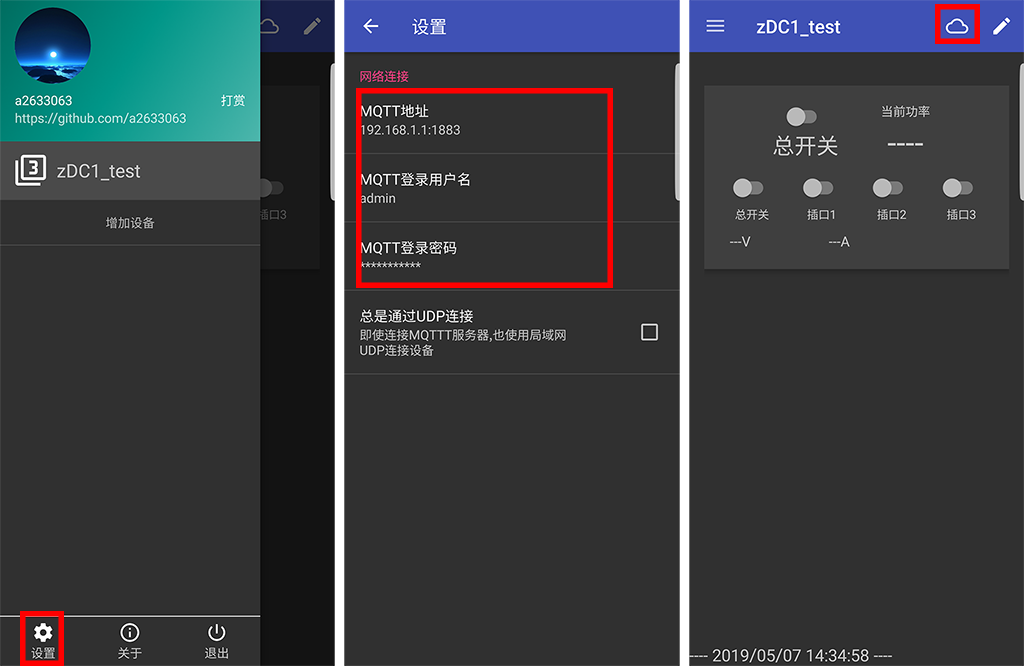 a2633063
打赏
https://github.com/a2633063
3
zDC1_test
增加设备
插口3
设置
关于
退出
设置
网络连接
MQTT地址
192.168.1.1:1883
MQTT登录用户名
admin
MQTT登录密码
***********
总是通过UDP连接
即使连接MQTTT服务器,也使用局域网
UDP连接设备
zDC1_test
当前功率
总开关
----
总开关
插口1
插口2
插口3
---V
---A
---- 2019/05/07 14:34:58 ----